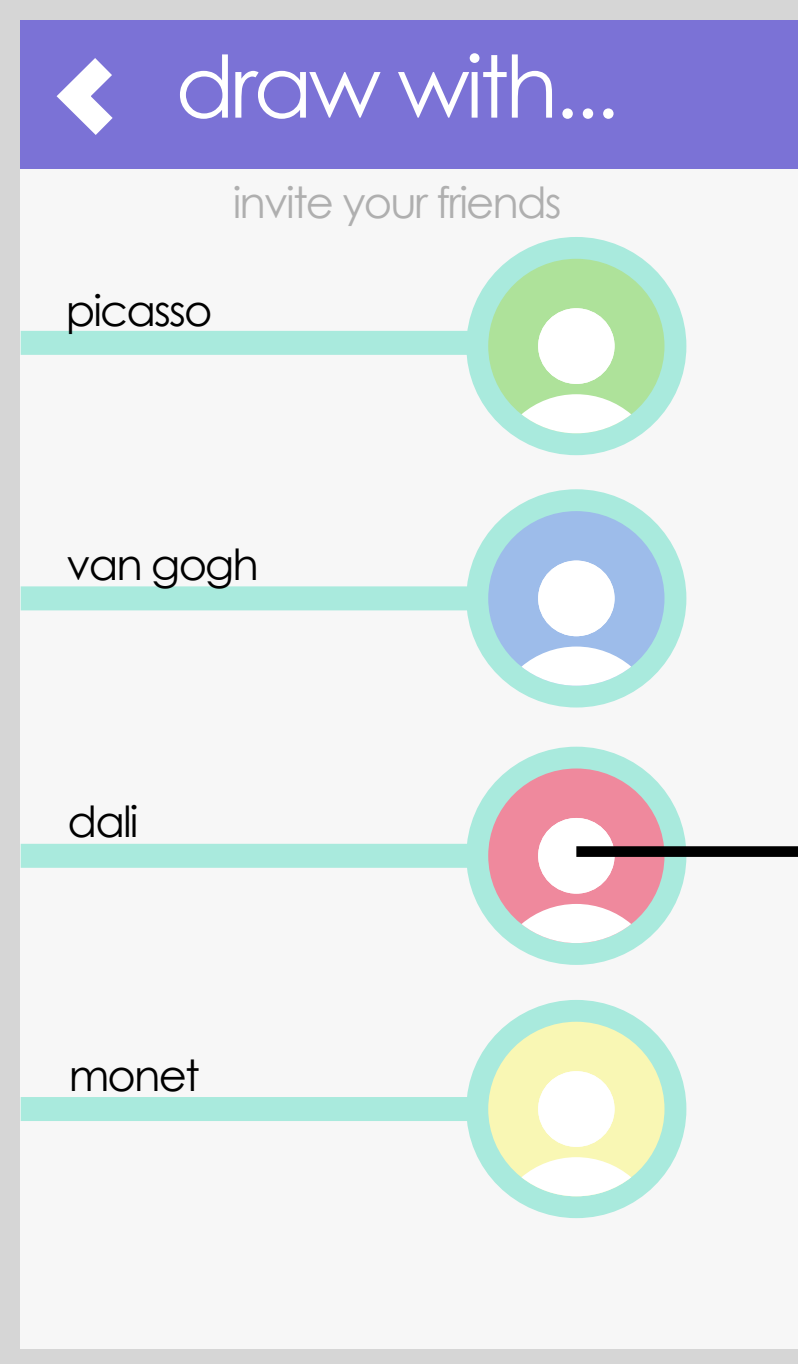 draw with...
invite your friends
picasso
van gogh
dali
monet